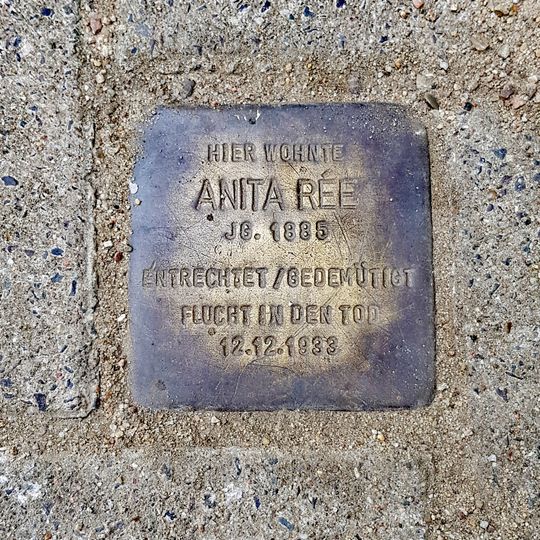 HIER WOHNTE
ANITA RÉE
JG. 1885
ENTRECHTET/GEDEMÜTIGT
FLUCHT IN DEN TOD
12.12.1933